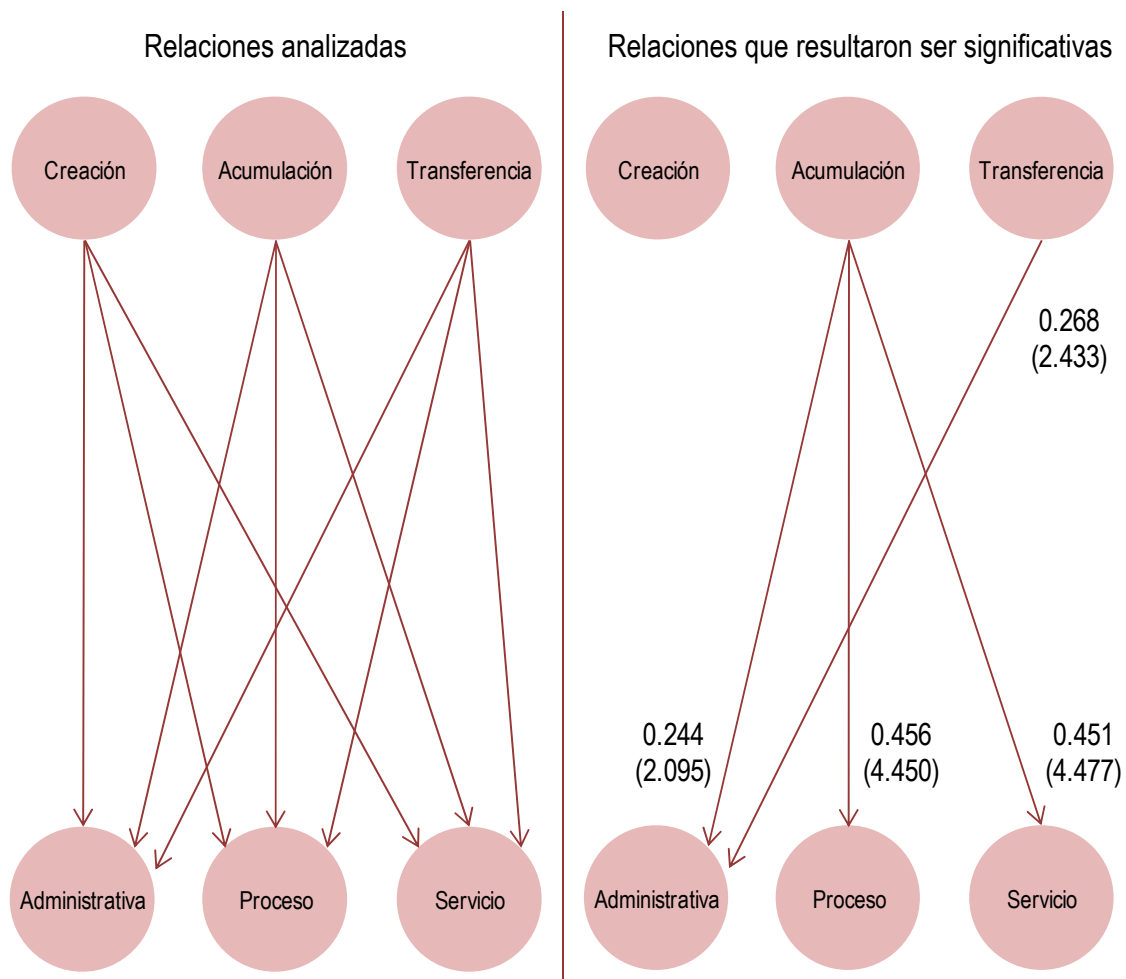 Relaciones analizadas
Creación
Acumulación
Transferencia
Administrativa
Proceso
Servicio
Relaciones que resultaron ser significativas
Creación
Acumulación
Transferencia
0.268
(2.433)
0.244
(2.095)
0.456
(4.450)
0.451
(4.477)
Administrativa
Proceso
Servicio